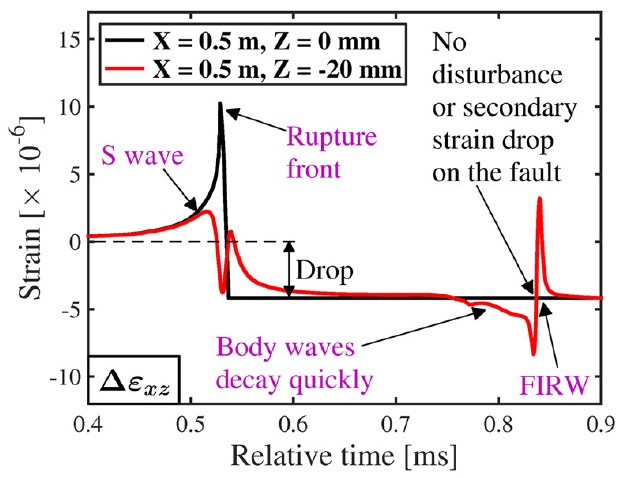 X = 0.5 m, Z = 0 mm
X = 0.5 m, Z = -20 mm
No
disturbance
or secondary
strain drop
on the fault
S wave
Rupture
front
Drop
Body waves
decay quickly
FIRW
Δε_xz
Strain [× 10⁻⁶]
15
10
5
0
-5
-10
0.4 0.5 0.6 0.7 0.8 0.9
Relative time [ms]